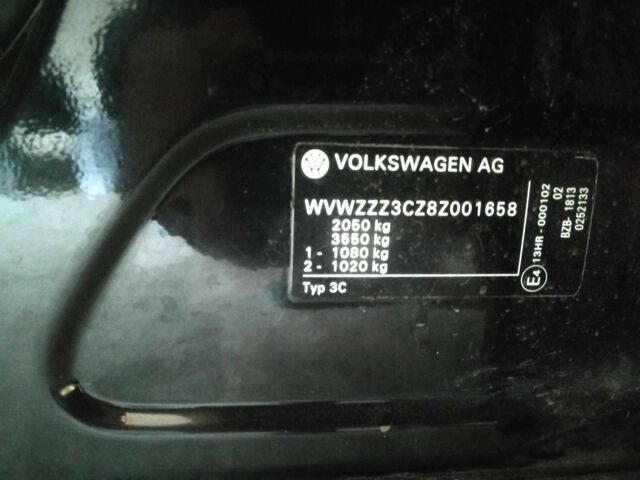 VOLKSWAGEN AG
WVWZZZ3CZ8Z001658
2050 kg
3550 kg
1 - 1080 kg
2 - 1020 kg
Typ 3C
E4 13HR - 000102
02
BZB- 1813
0252133